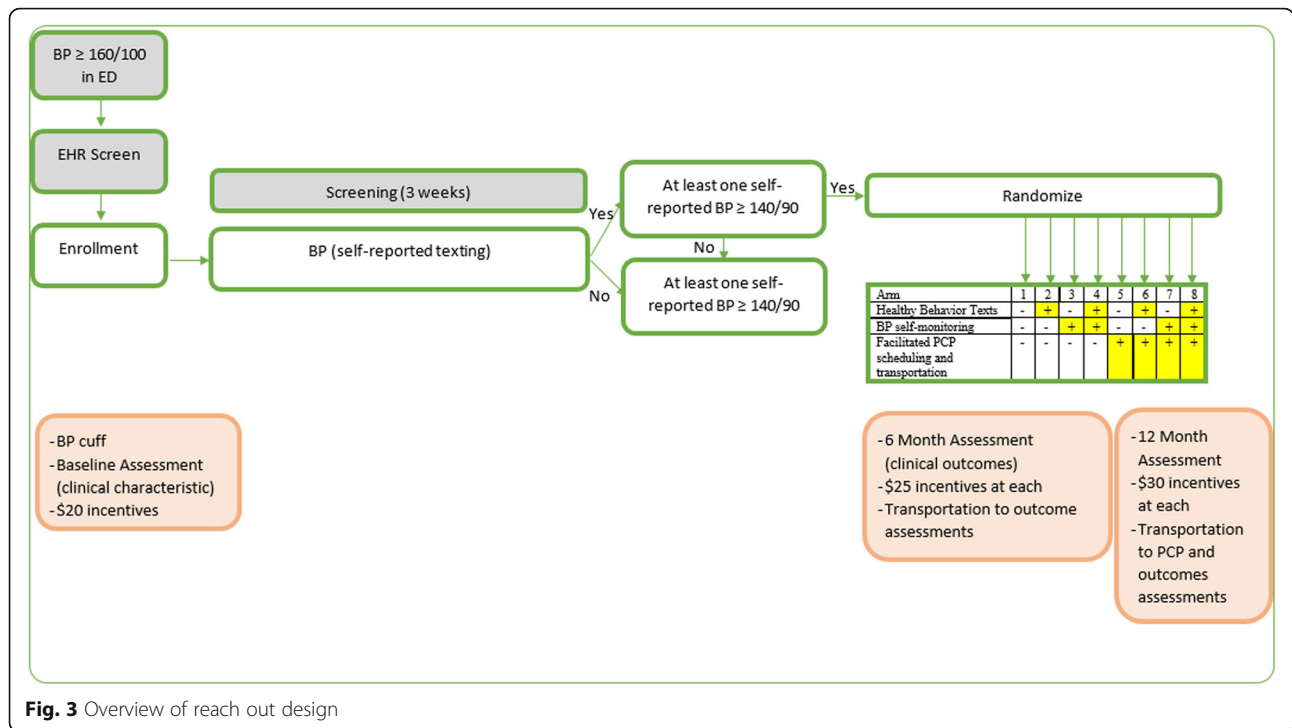 BP ≥ 160/100
in ED
EHR Screen
Enrollment
Screening (3 weeks)
BP (self-reported texting)
Yes
No
At least one self-
reported BP ≥ 140/90
No
At least one self-
reported BP ≥ 140/90
Yes
Randomize
Arm 1 2 3 4 5 6 7 8
Healthy Behavior Texts - + - + - + - +
BP self-monitoring - - + + - - + +
Facilitated PCP - - - - + + + +
scheduling and
transportation
-BP cuff
-Baseline Assessment
(clinical characteristic)
-$20 incentives
-6 Month Assessment
(clinical outcomes)
-$25 incentives at each
-Transportation to outcome
assessments
-12 Month
Assessment
-$30 incentives
at each
-Transportation
to PCP and
outcomes
assessments
Fig. 3 Overview of reach out design